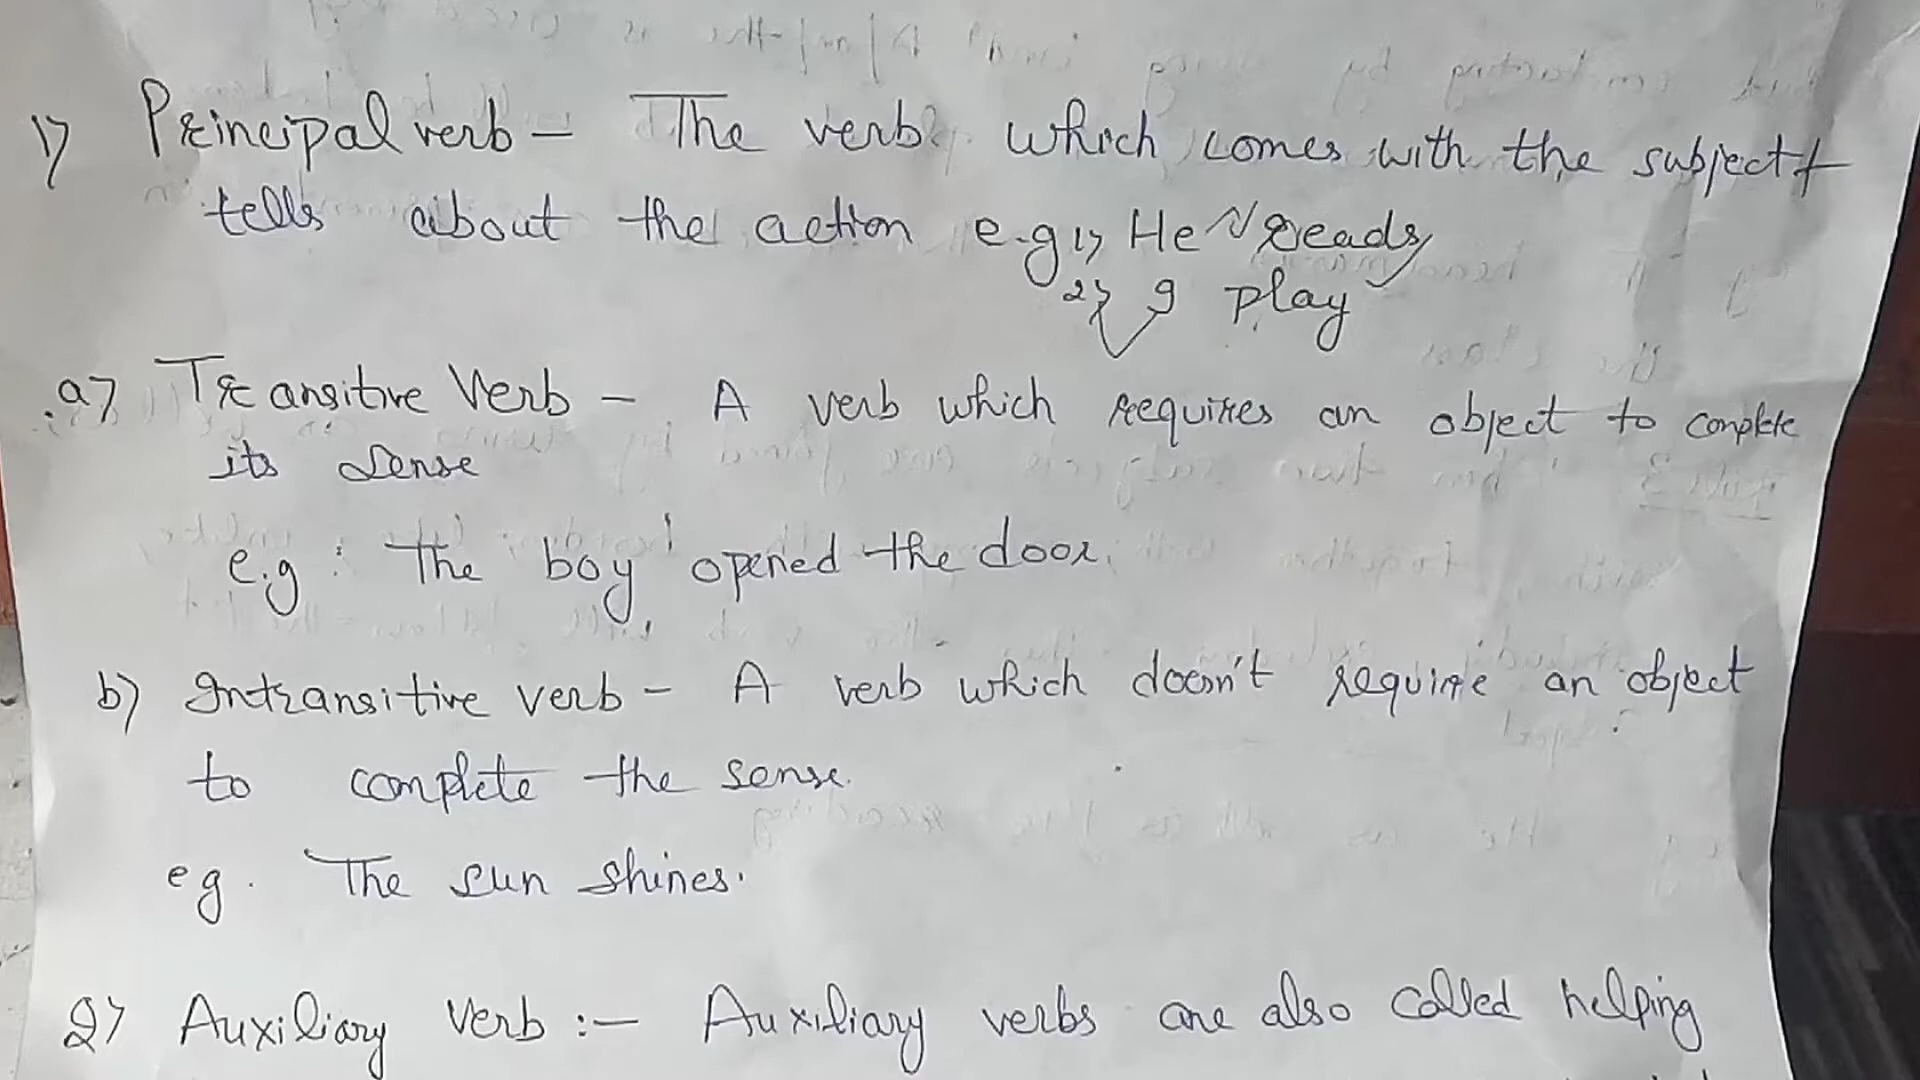 1) Principal verb - The verb which comes with the subject +
tells about the action e.g 1) He reads
2) I play
a) Transitive Verb - A verb which requires an object to complete
its sense
e.g : the boy opened the door.
b) Intransitive verb - A verb which doesn't require an object
to complete the sense.
eg. The sun shines.
2) Auxiliary Verb :- Auxiliary verbs are also called helping